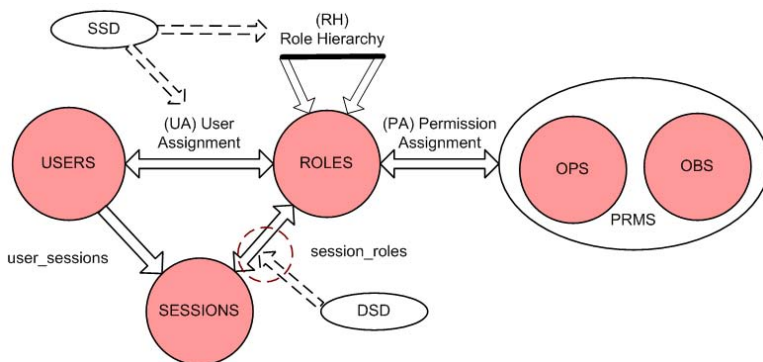 SSD
(RH)
Role Hierarchy
(UA) User
Assignment
(PA) Permission
Assignment
USERS
ROLES
OPS
OBS
PRMS
user_sessions
session_roles
SESSIONS
DSD